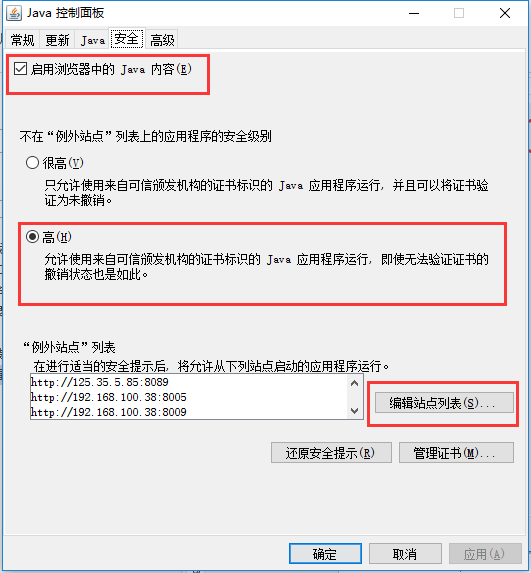 Java 控制面板
常规 更新 Java 安全 高级
启用浏览器中的 Java 内容(E)
不在“例外站点”列表上的应用程序的安全级别
很高(V)
只允许使用来自可信颁发机构的证书标识的 Java 应用程序运行, 并且可以将证书验
证为未撤销。
高(H)
允许使用来自可信颁发机构的证书标识的 Java 应用程序运行, 即使无法验证证书的
撤销状态也是如此。
“例外站点”列表
在进行适当的安全提示后, 将允许从下列站点启动的应用程序运行。
http://125.35.5.85:8089
http://192.168.100.38:8005
http://192.168.100.38:8009
编辑站点列表(S)...
还原安全提示(R) 管理证书(M)...
确定 取消 应用(A)